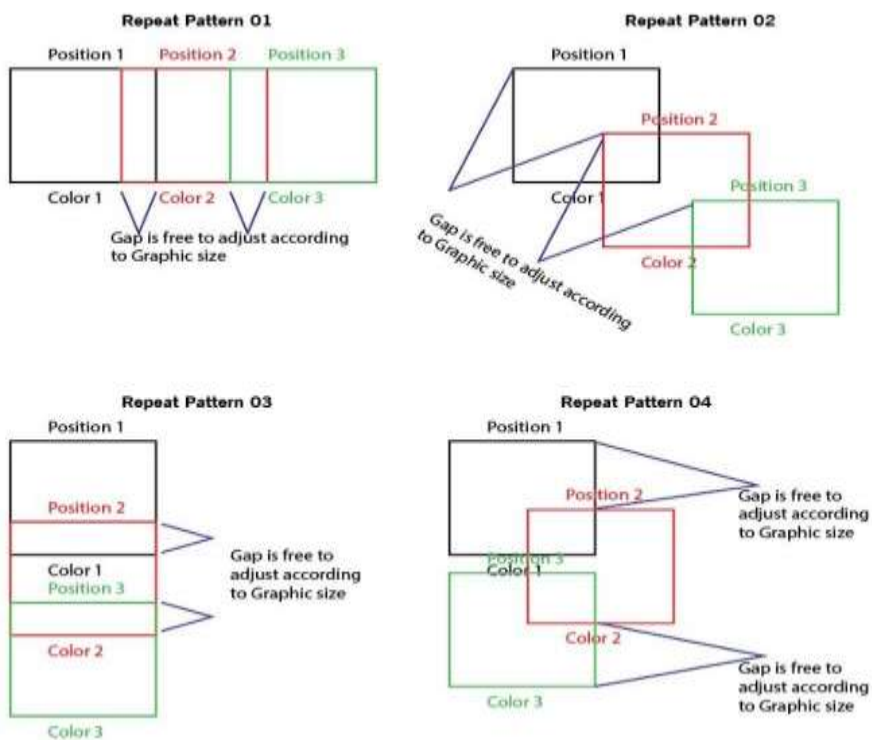 Repeat Pattern 01
Position 1 Position 2 Position 3
Color 1 Color 2 Color 3
Gap is free to adjust according
to Graphic size
Repeat Pattern 02
Position 1
Position 2
Color 1
Position 3
Gap is free to adjust according
to Graphic size
Color 2
Color 3
Repeat Pattern 03
Position 1
Position 2
Color 1
Position 3
Color 2
Color 3
Gap is free to
adjust according
to Graphic size
Repeat Pattern 04
Position 1
Position 2
Gap is free to
adjust according
to Graphic size
Position 3
Color 1
Color 2
Color 3
Gap is free to
adjust according
to Graphic size